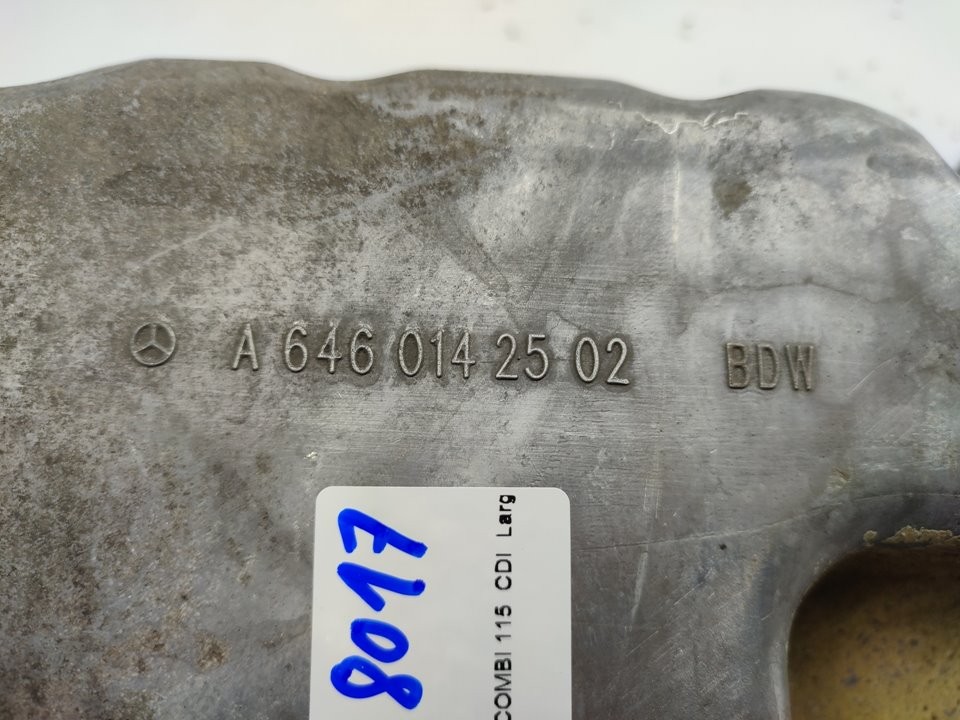 A 646 014 25 02 BDW
8017
COMBI 115 CDI Larg